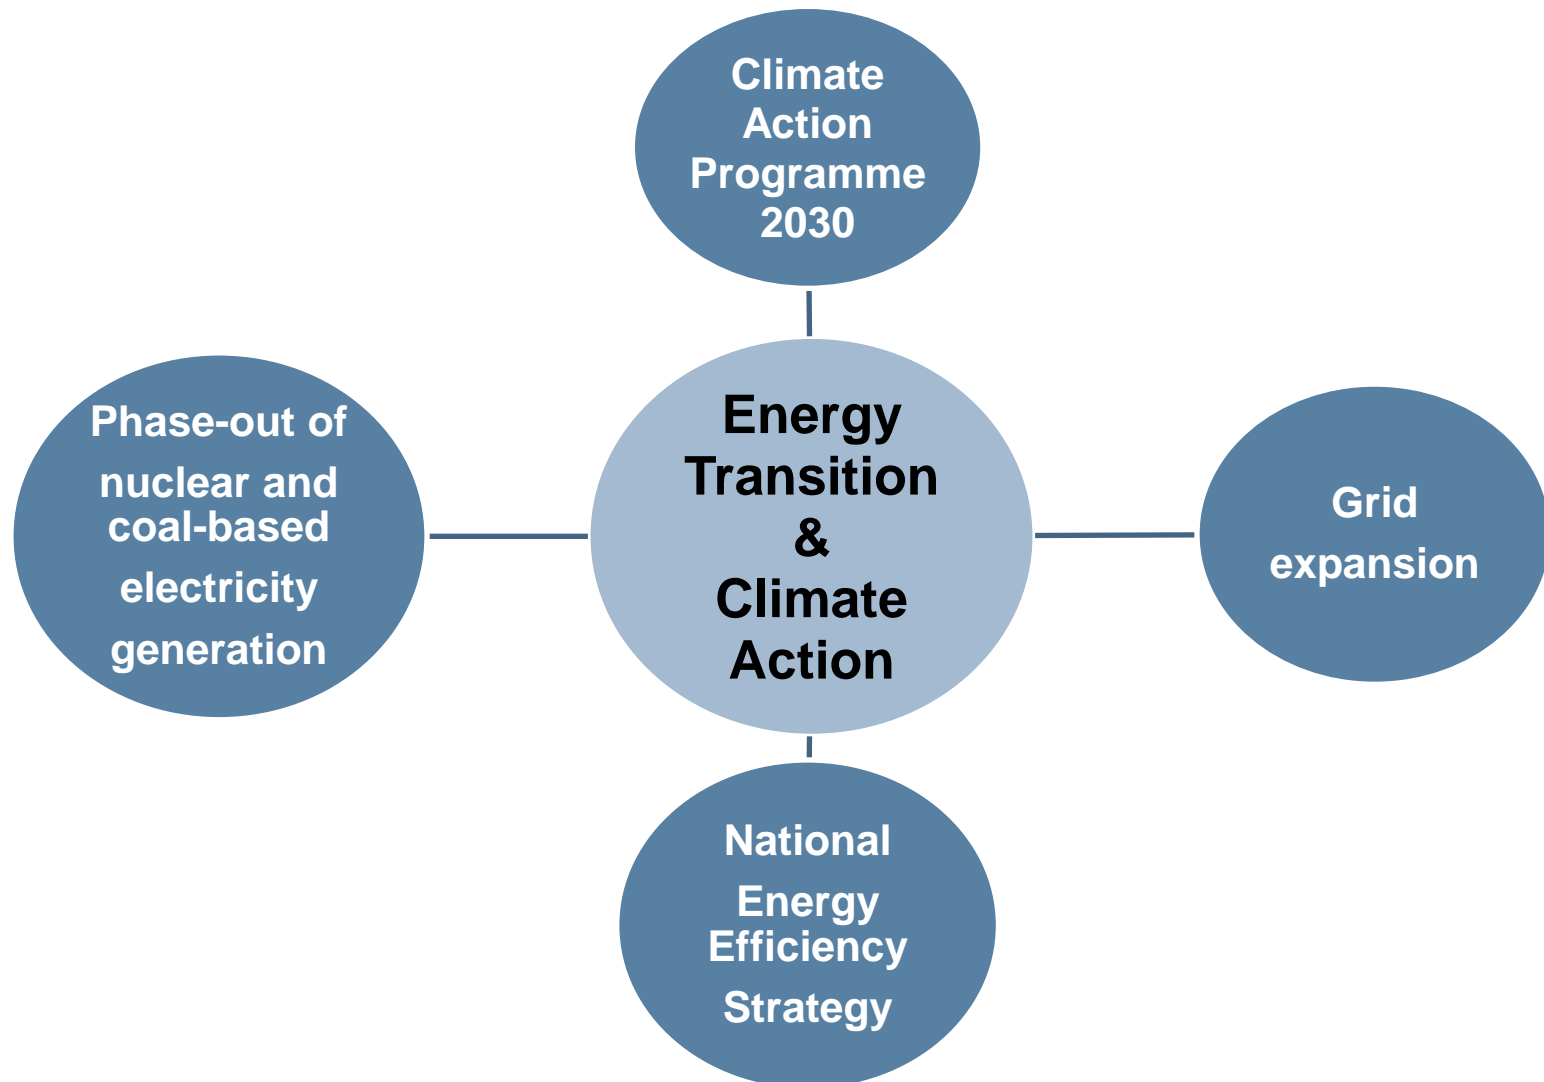 Climate
Action
Programme
2030
Phase-out of
nuclear and
coal-based
electricity
generation
Energy
Transition
&
Climate
Action
Grid
expansion
National
Energy
Efficiency
Strategy